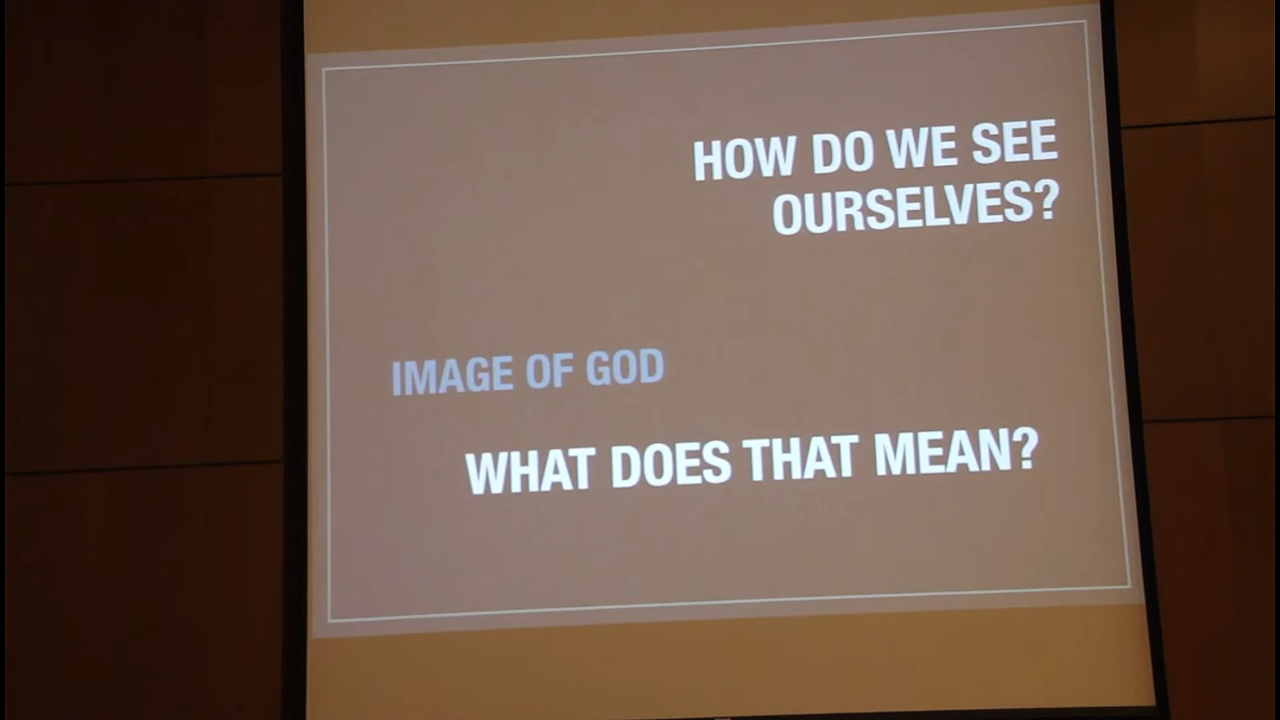 HOW DO WE SEE
OURSELVES?
IMAGE OF GOD
WHAT DOES THAT MEAN?